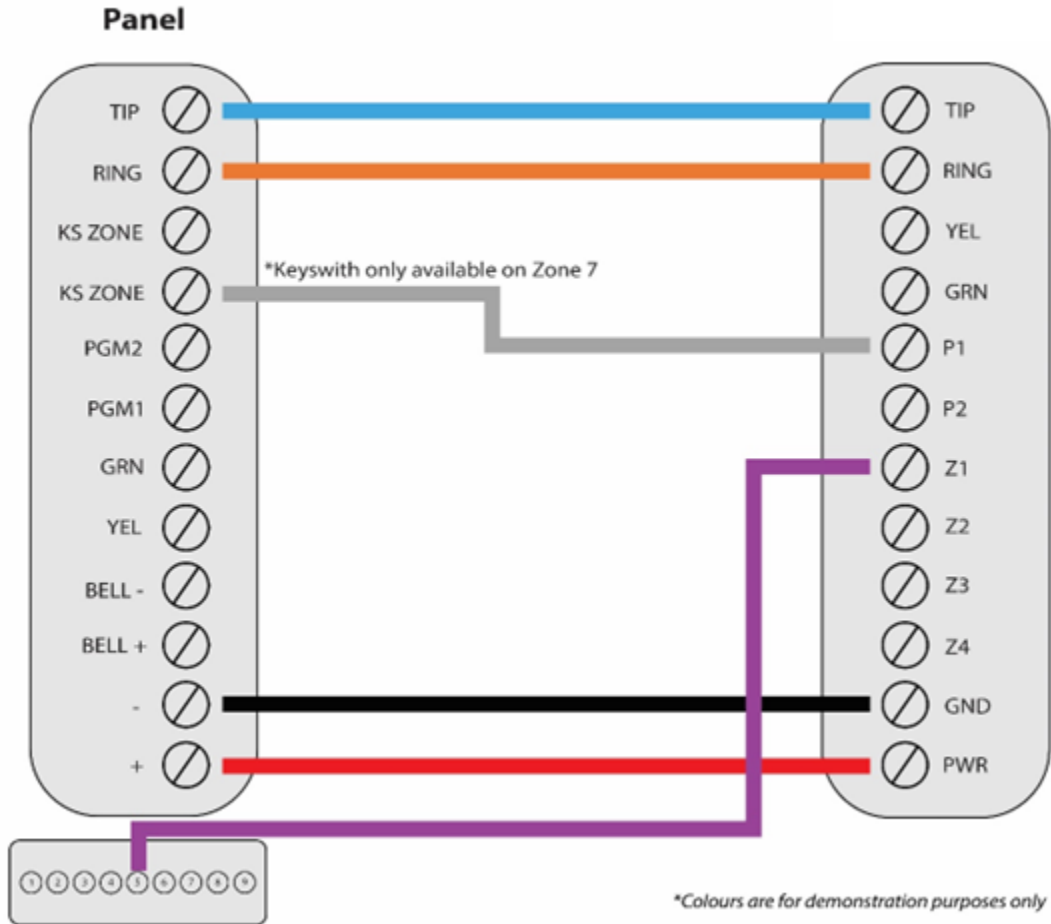 Panel
TIP
RING
KS ZONE
KS ZONE
PGM2
PGM1
GRN
YEL
BELL -
BELL +
-
+
*Keyswith only available on Zone 7
TIP
RING
YEL
GRN
P1
P2
Z1
Z2
Z3
Z4
GND
PWR
1 2 3 4 5 6 7 8 9
*Colours are for demonstration purposes only